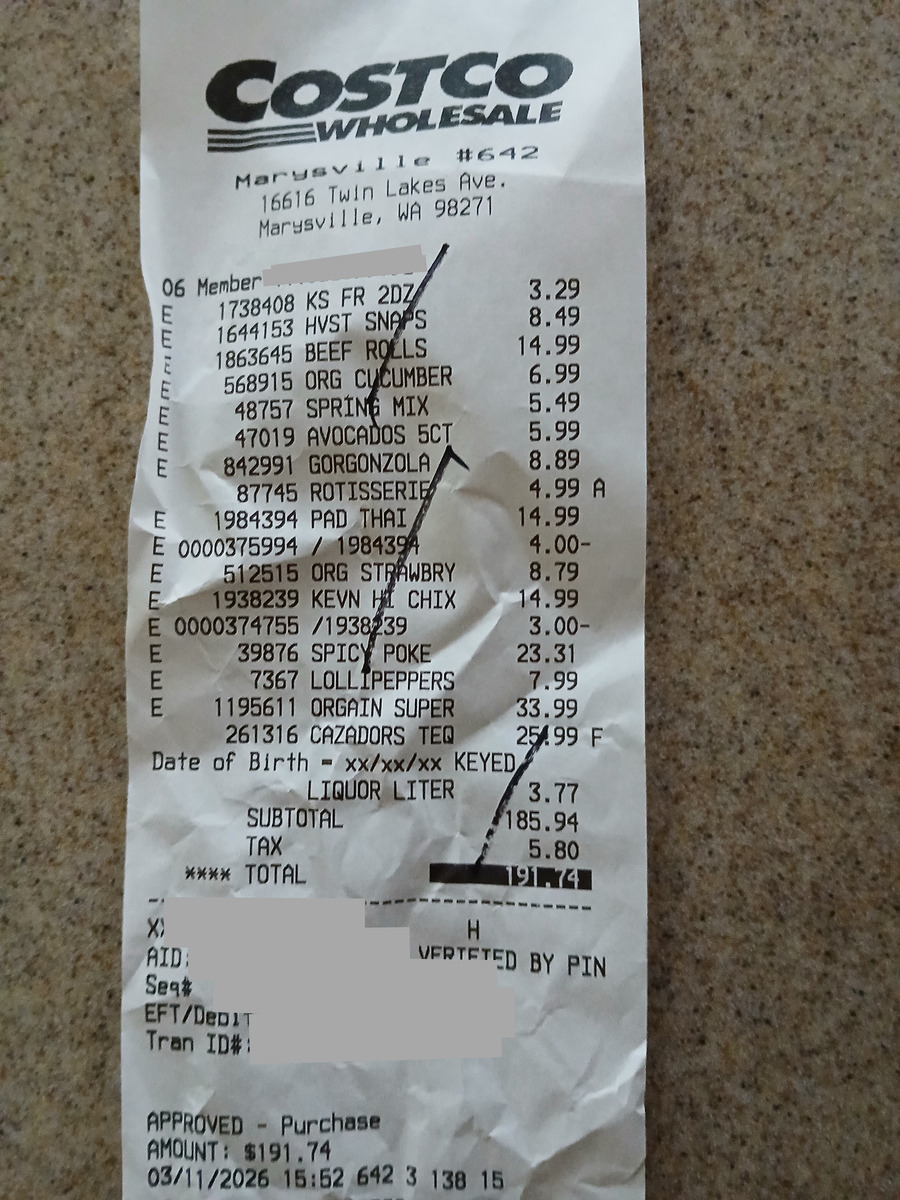 COSTCO
WHOLESALE
Marysville #642
16616 Twin Lakes Ave.
Marysville, WA 98271
06 Member
E 1738408 KS FR 2DZ 3.29
E 1644153 HVST SNAPS 8.49
E 1863645 BEEF ROLLS 14.99
E 568915 ORG CUCUMBER 6.99
E 48757 SPRING MIX 5.49
E 47019 AVOCADOS 5CT 5.99
E 842991 GORGONZOLA 8.89
87745 ROTISSERIE 4.99 A
E 1984394 PAD THAI 14.99
E 0000375994 / 1984394 4.00-
E 512515 ORG STRAWBRY 8.79
E 1938239 KEVN HI CHIX 14.99
E 0000374755 /1938239 3.00-
E 39876 SPICY POKE 23.31
E 7367 LOLLIPEPPERS 7.99
E 1195611 ORGAIN SUPER 33.99
261316 CAZADORS TEQ 25.99 F
Date of Birth = xx/xx/xx KEYED
LIQUOR LITER 3.77
SUBTOTAL 185.94
TAX 5.80
**** TOTAL 191.74
H
AID: VERIFIED BY PIN
Seq#
EFT/Debit
Tran ID#:
APPROVED - Purchase
AMOUNT: $191.74
03/11/2026 15:52 642 3 138 15